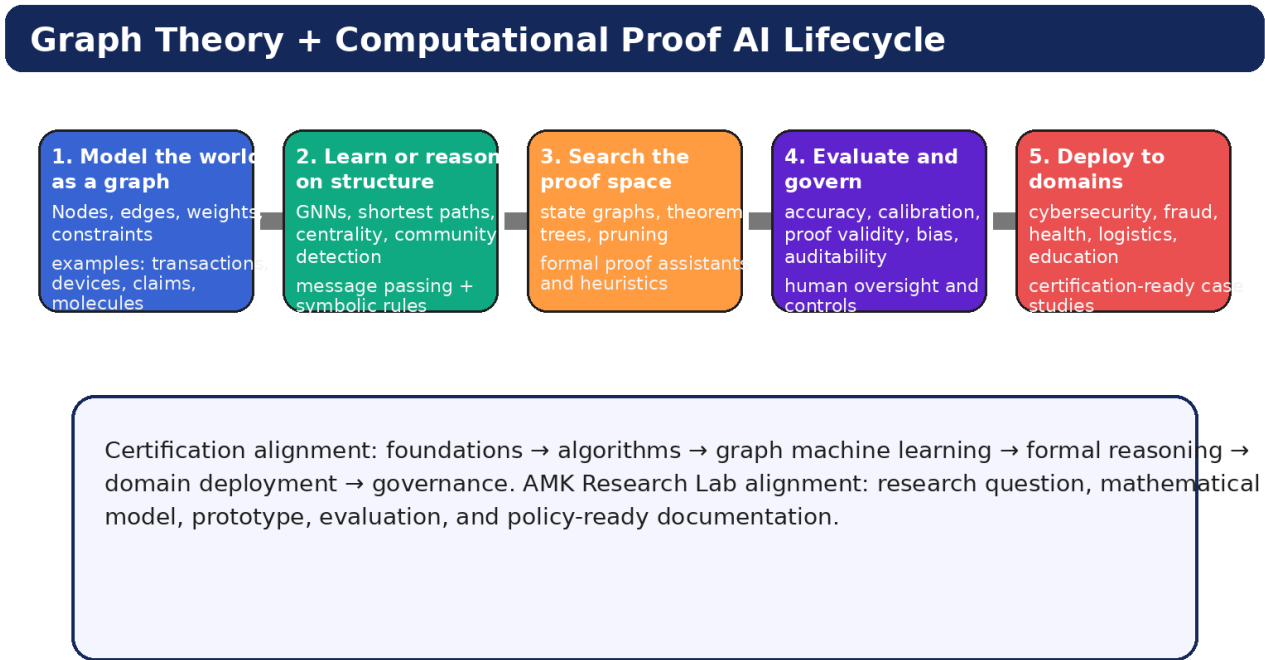 Graph Theory + Computational Proof AI Lifecycle
1. Model the world
as a graph
Nodes, edges, weights,
constraints
examples: transactions,
devices, claims,
molecules
2. Learn or reason
on structure
GNNs, shortest paths,
centrality, community
detection
message passing +
symbolic rules
3. Search the
proof space
state graphs, theorem
trees, pruning
formal proof assistants
and heuristics
4. Evaluate and
govern
accuracy, calibration,
proof validity, bias,
auditability
human oversight and
controls
5. Deploy to
domains
cybersecurity, fraud,
health, logistics,
education
certification-ready case
studies
Certification alignment: foundations → algorithms → graph machine learning → formal reasoning →
domain deployment → governance. AMK Research Lab alignment: research question, mathematical
model, prototype, evaluation, and policy-ready documentation.